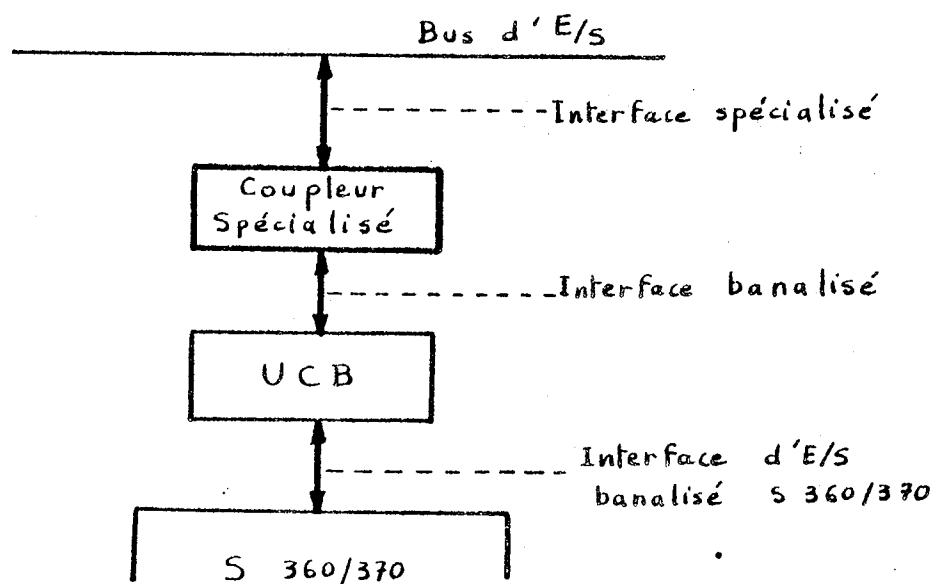 Bus d'E/S
Interface spécialisé
Coupleur
Spécialisé
Interface banalisé
UCB
Interface d'E/S
banalisé S 360/370
S 360/370